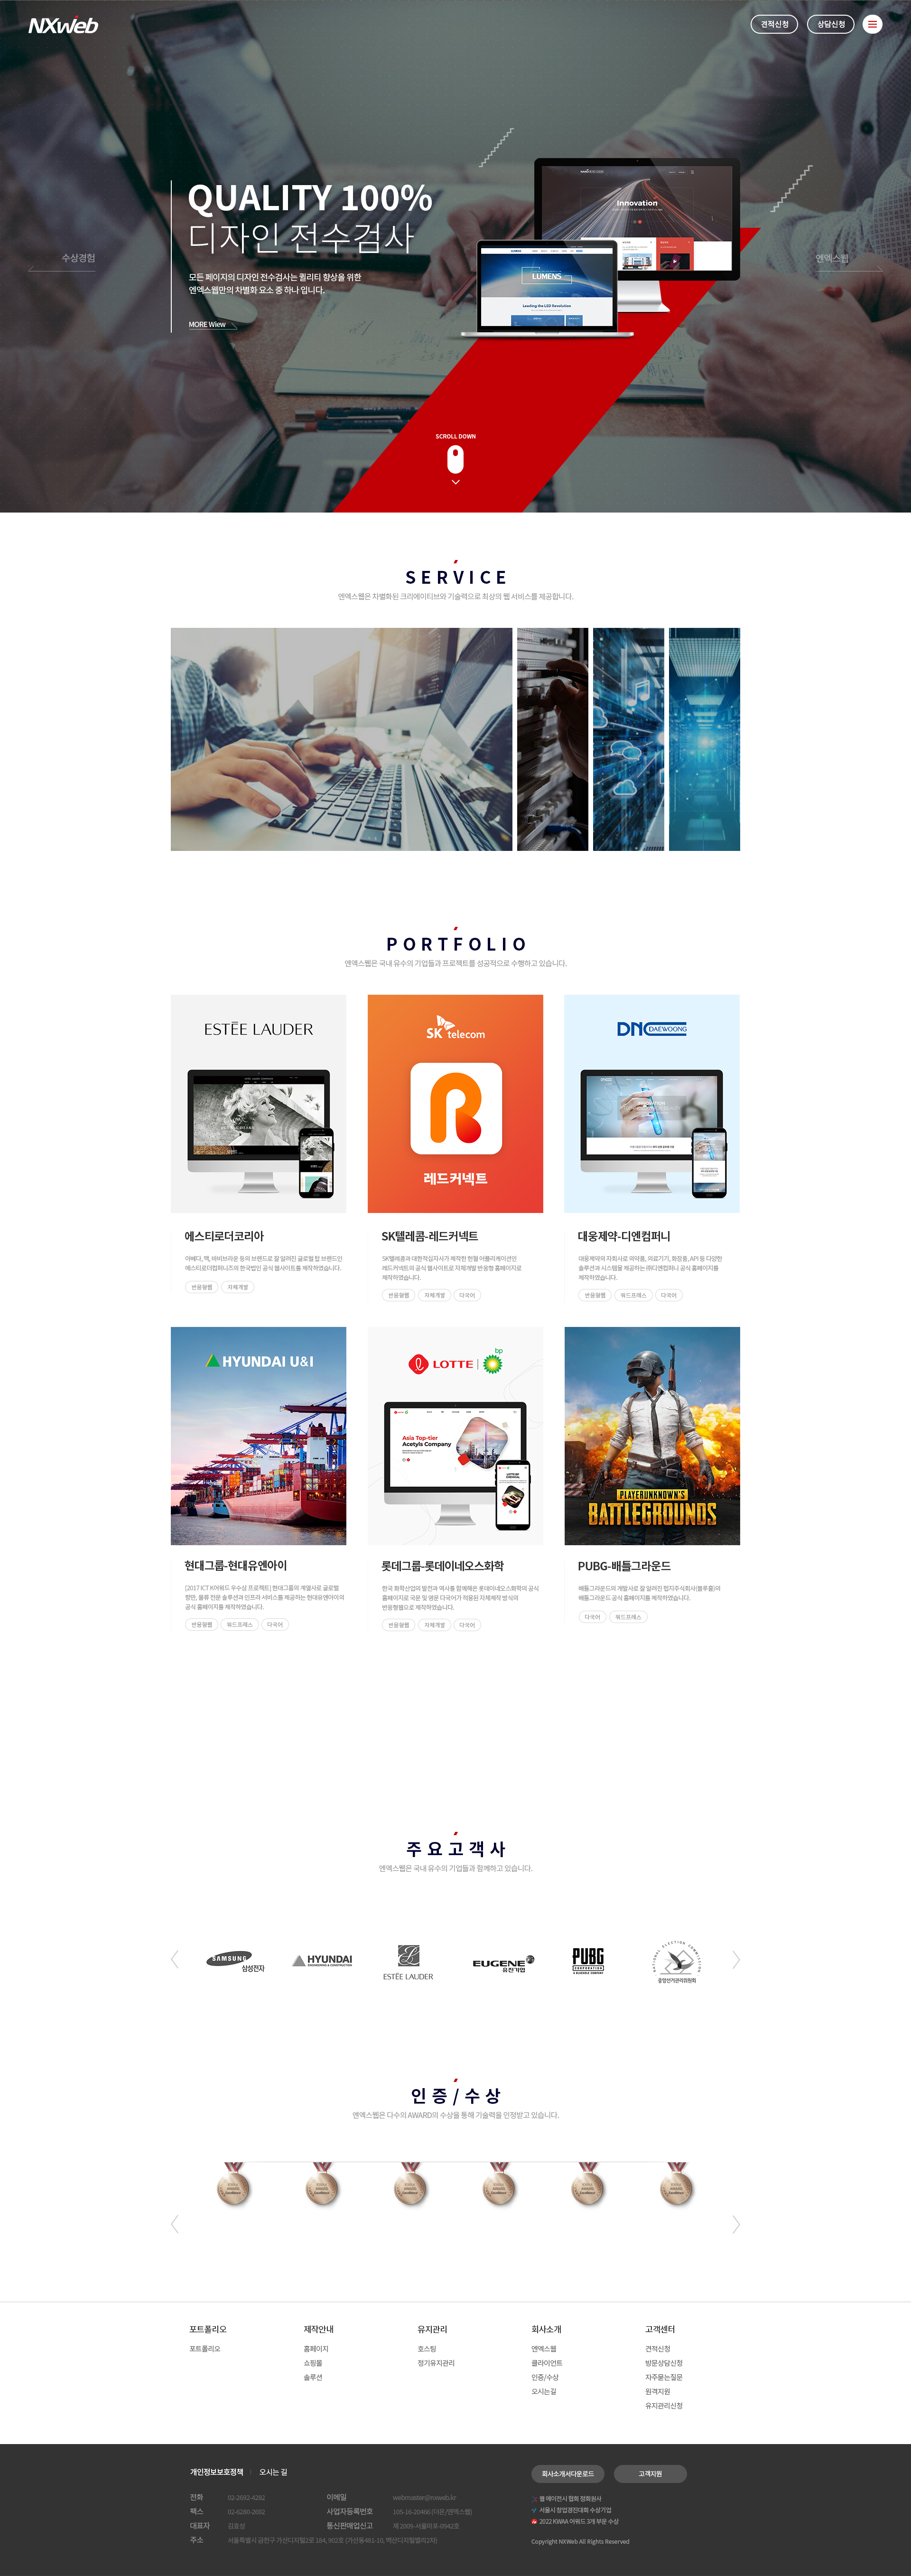 NXweb
견적신청
상담신청
수상경험
QUALITY 100%
디자인 전수검사
모든 페이지의 디자인 전수검사는 퀄리티 향상을 위한
엔엑스웹만의 차별화 요소 중 하나 입니다.
MORE Wiew
Innovation
LUMENS
Leading the LED Revolution
엔엑스웹
SCROLL DOWN
SERVICE
엔엑스웹은 차별화된 크리에이티브와 기술력으로 최상의 웹 서비스를 제공합니다.
PORTFOLIO
엔엑스웹은 국내 유수의 기업들과 프로젝트를 성공적으로 수행하고 있습니다.
ESTĒE LAUDER
SK telecom
레드커넥트
DNC DAEWOONG
에스티로더코리아
아베다, 맥, 바비브라운 등의 브랜드로 잘 알려진 글로벌 탑 브랜드인
에스티로더컴퍼니즈의 한국법인 공식 웹사이트를 제작하였습니다.
반응형웹 자체개발
SK텔레콤-레드커넥트
SK텔레콤과 대한적십자사가 제작한 헌혈 어플리케이션인
레드커넥트의 공식 웹사이트로 자체개발 반응형 홈페이지로
제작하였습니다.
반응형웹 자체개발 다국어
대웅제약-디엔컴퍼니
대웅제약의 자회사로 의약품, 의료기기, 화장품, API 등 다양한
솔루션과 시스템을 제공하는 ㈜디엔컴퍼니 공식 홈페이지를
제작하였습니다.
반응형웹 워드프레스 다국어
HYUNDAI U&I
LOTTE
bp
Asia Top-tier
Acetyls Company
PLAYERUNKNOWN'S
BATTLEGROUNDS
현대그룹-현대유엔아이
[2017 ICT K어워드 우수상 프로젝트] 현대그룹의 계열사로 글로벌
항만, 물류 전문 솔루션과 인프라 서비스를 제공하는 현대유엔아이의
공식 홈페이지를 제작하였습니다.
반응형웹 워드프레스 다국어
롯데그룹-롯데이네오스화학
한국 화학산업의 발전과 역사를 함께해온 롯데이네오스화학의 공식
홈페이지로 국문 및 영문 다국어가 적용된 자체제작 방식의
반응형웹으로 제작하였습니다.
반응형웹 자체개발 다국어
PUBG-배틀그라운드
배틀그라운드의 개발사로 잘 알려진 펍지주식회사(블루홀)의
배틀그라운드 공식 홈페이지를 제작하였습니다.
다국어 워드프레스
주요고객사
엔엑스웹은 국내 유수의 기업들과 함께하고 있습니다.
SAMSUNG
삼성전자
HYUNDAI
ENGINEERING & CONSTRUCTION
ESTĒE LAUDER
EUGENE
유진기업
PUBG
CORPORATION
NATIONAL ELECTION COMMISSION
중앙선거관리위원회
인증/수상
엔엑스웹은 다수의 AWARD의 수상을 통해 기술력을 인정받고 있습니다.
포트폴리오
포트폴리오
제작안내
홈페이지
쇼핑몰
솔루션
유지관리
호스팅
정기유지관리
회사소개
엔엑스웹
클라이언트
인증/수상
오시는길
고객센터
견적신청
방문상담신청
자주묻는질문
원격지원
유지관리신청
개인정보보호정책
오시는 길
전화 02-2692-4202
이메일 webmaster@nxweb.kr
팩스 02-6280-2692
사업자등록번호 105-16-20466 (더존/엔엑스웹)
대표자 김효성
통신판매업신고 제 2009-서울마포-0942호
주소 서울특별시 금천구 가산디지털2로 184, 902호 (가산동461-10, 벽산디지털밸리2차)
회사소개서다운로드
고객지원
웹 에이전시 협회 정회원사
서울시 창업경진대회 수상기업
2022 KWAA 어워드 3개 부문 수상
Copyright NXWeb All Rights Reserved